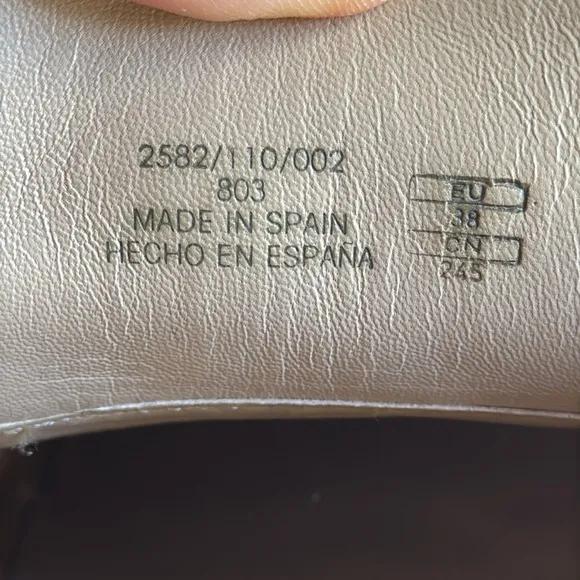 2582/110/002
803
MADE IN SPAIN
HECHO EN ESPAÑA
EU
38
CN
245